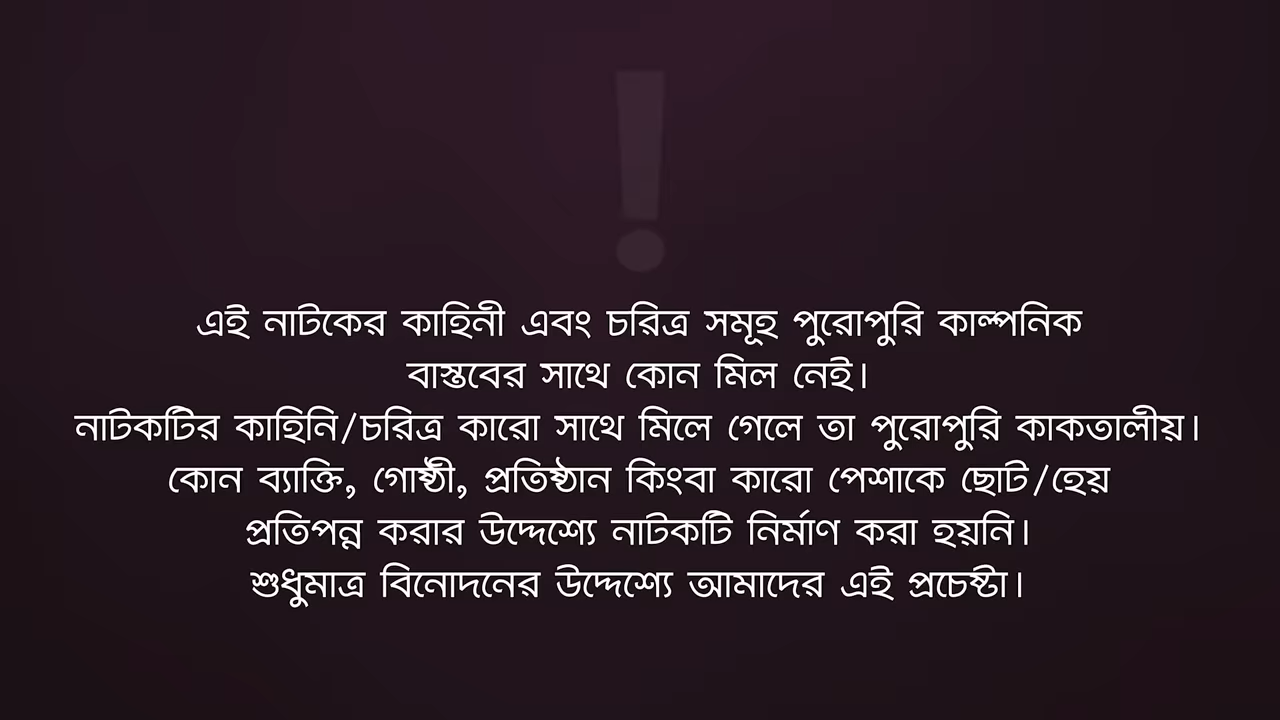 !
এই নাটকের কাহিনী এবং চরিত্র সমূহ পুরোপুরি কাল্পনিক
বাস্তবের সাথে কোন মিল নেই।
নাটকটির কাহিনি/চরিত্র কারো সাথে মিলে গেলে তা পুরোপুরি কাকতালীয়।
কোন ব্যাক্তি, গোষ্ঠী, প্রতিষ্ঠান কিংবা কারো পেশাকে ছোট/হেয়
প্রতিপন্ন করার উদ্দেশ্যে নাটকটি নির্মাণ করা হয়নি।
শুধুমাত্র বিনোদনের উদ্দেশ্যে আমাদের এই প্রচেষ্টা।